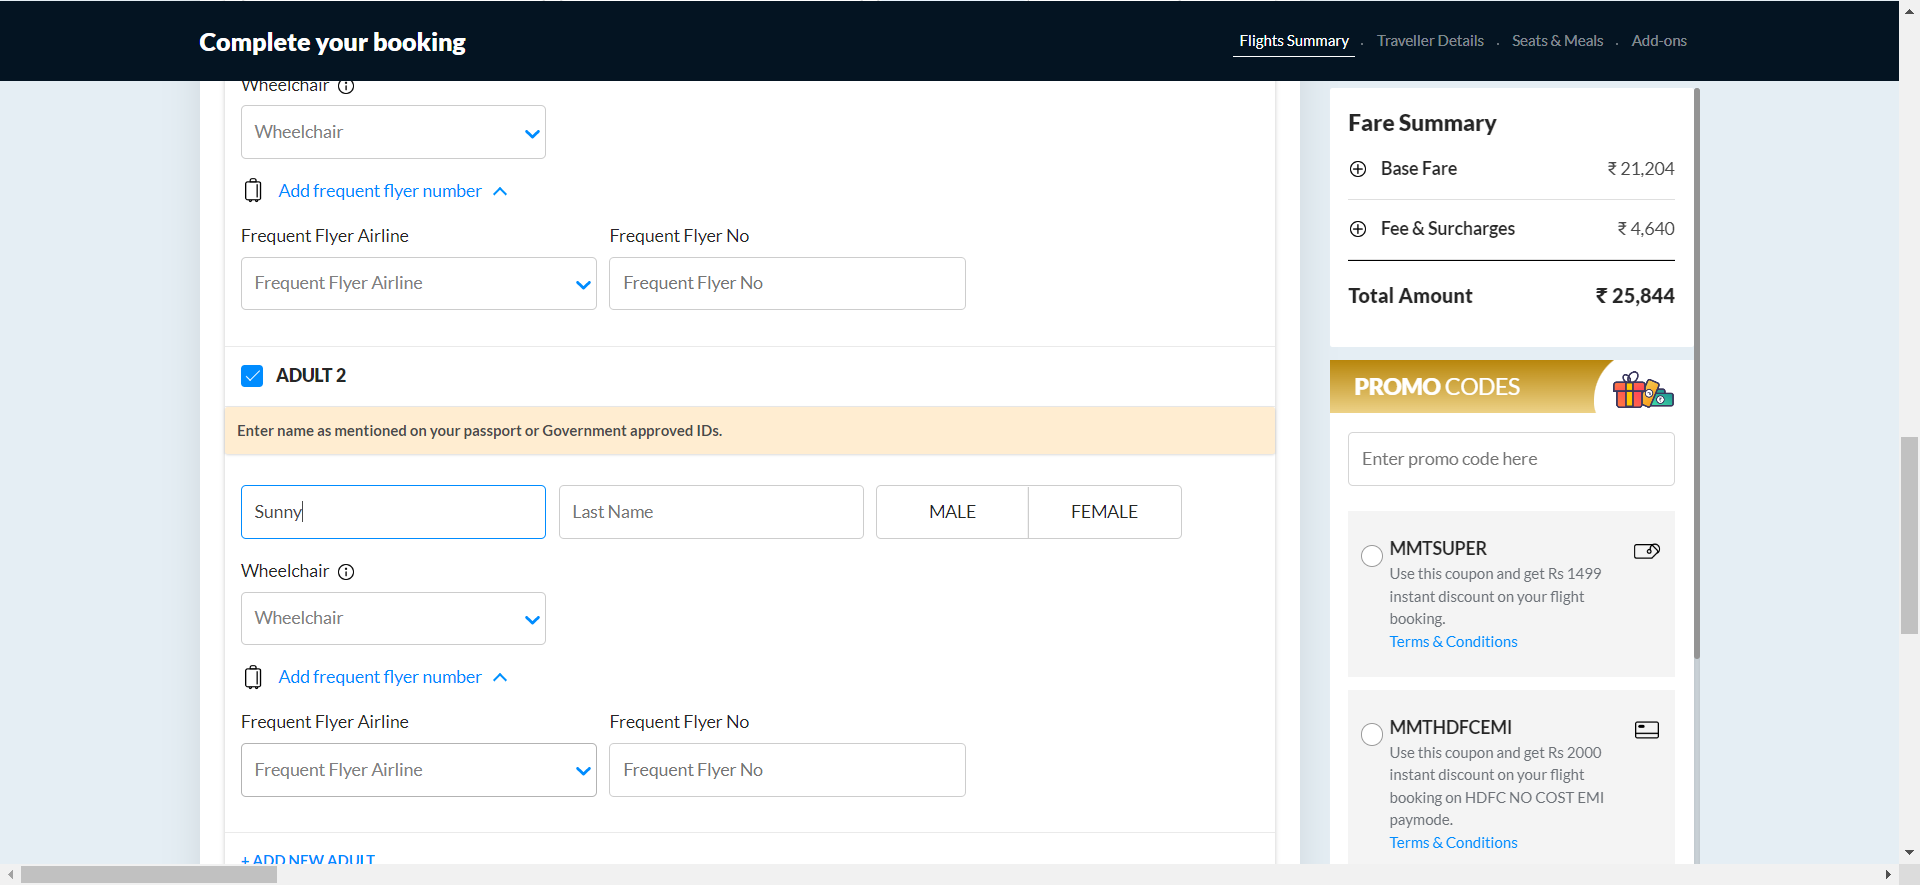 Complete your booking
Flights Summary . Traveller Details . Seats & Meals . Add-ons
Wheelchair
Wheelchair
Add frequent flyer number
Frequent Flyer Airline
Frequent Flyer No
Frequent Flyer Airline
Frequent Flyer No
ADULT 2
Enter name as mentioned on your passport or Government approved IDs.
Sunny
Last Name
MALE
FEMALE
Wheelchair
Wheelchair
Add frequent flyer number
Frequent Flyer Airline
Frequent Flyer No
Frequent Flyer Airline
Frequent Flyer No
+ ADD NEW ADULT
Fare Summary
Base Fare ₹ 21,204
Fee & Surcharges ₹ 4,640
Total Amount ₹ 25,844
PROMO CODES
Enter promo code here
MMTSUPER
Use this coupon and get Rs 1499
instant discount on your flight
booking.
Terms & Conditions
MMTHDFCEMI
Use this coupon and get Rs 2000
instant discount on your flight
booking on HDFC NO COST EMI
paymode.
Terms & Conditions